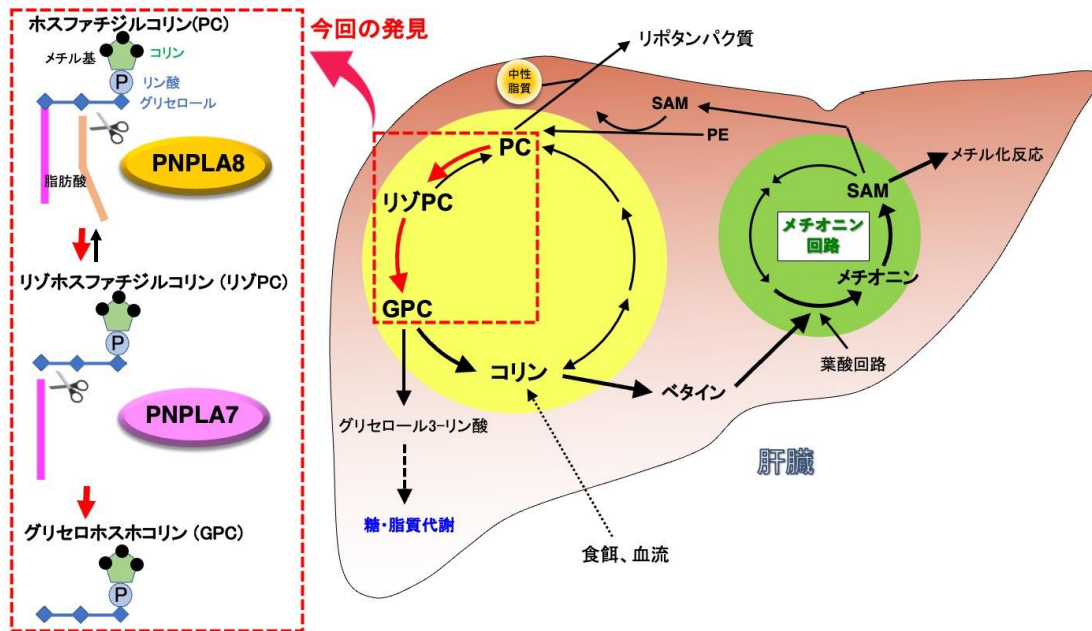 ホスファチジルコリン(PC)
メチル基
コリン
P
リン酸
グリセロール
PNPLA8
脂肪酸
リゾホスファチジルコリン (リゾPC)
P
PNPLA7
グリセロホスホコリン (GPC)
P
今回の発見
リポタンパク質
中性
脂質
SAM
PE
PC
リゾPC
GPC
コリン
グリセロール3-リン酸
糖・脂質代謝
食餌、血流
ベタイン
メチル化反応
SAM
メチオニン
回路
メチオニン
葉酸回路
肝臓